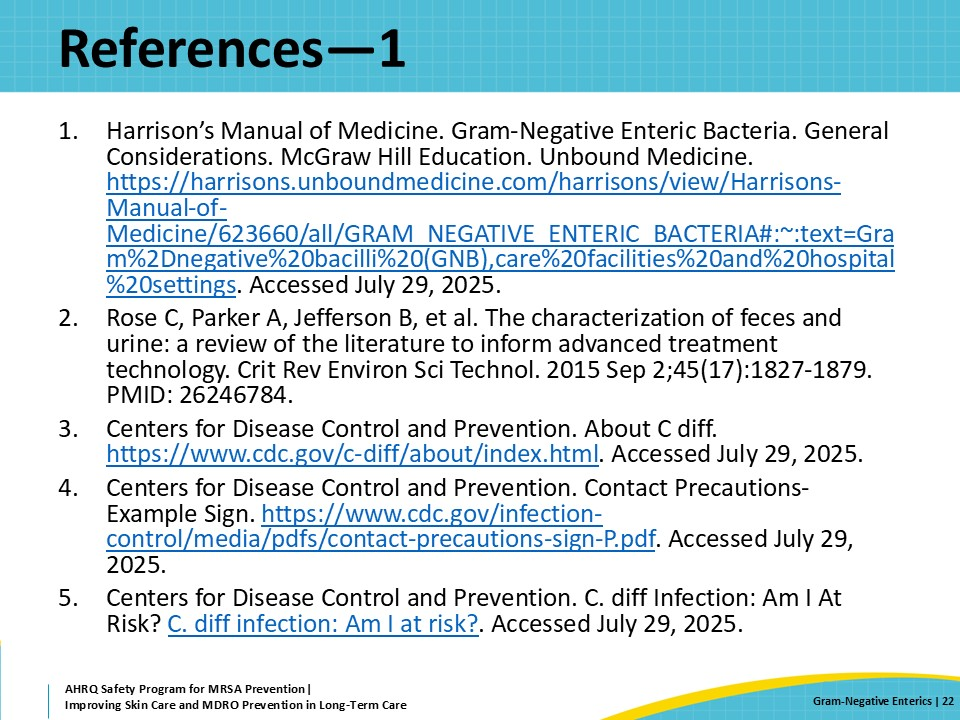 References—1
1. Harrison’s Manual of Medicine. Gram-Negative Enteric Bacteria. General
Considerations. McGraw Hill Education. Unbound Medicine.
https://harrisons.unboundmedicine.com/harrisons/view/Harrisons-
Manual-of-
Medicine/623660/all/GRAM_NEGATIVE_ENTERIC_BACTERIA#:~:text=Gra
m%2Dnegative%20bacilli%20(GNB),care%20facilities%20and%20hospital
%20settings. Accessed July 29, 2025.
2. Rose C, Parker A, Jefferson B, et al. The characterization of feces and
urine: a review of the literature to inform advanced treatment
technology. Crit Rev Environ Sci Technol. 2015 Sep 2;45(17):1827-1879.
PMID: 26246784.
3. Centers for Disease Control and Prevention. About C diff.
https://www.cdc.gov/c-diff/about/index.html. Accessed July 29, 2025.
4. Centers for Disease Control and Prevention. Contact Precautions-
Example Sign. https://www.cdc.gov/infection-
control/media/pdfs/contact-precautions-sign-P.pdf. Accessed July 29,
2025.
5. Centers for Disease Control and Prevention. C. diff Infection: Am I At
Risk? C. diff infection: Am I at risk?. Accessed July 29, 2025.
AHRQ Safety Program for MRSA Prevention|
Improving Skin Care and MDRO Prevention in Long-Term Care
Gram-Negative Enterics | 22